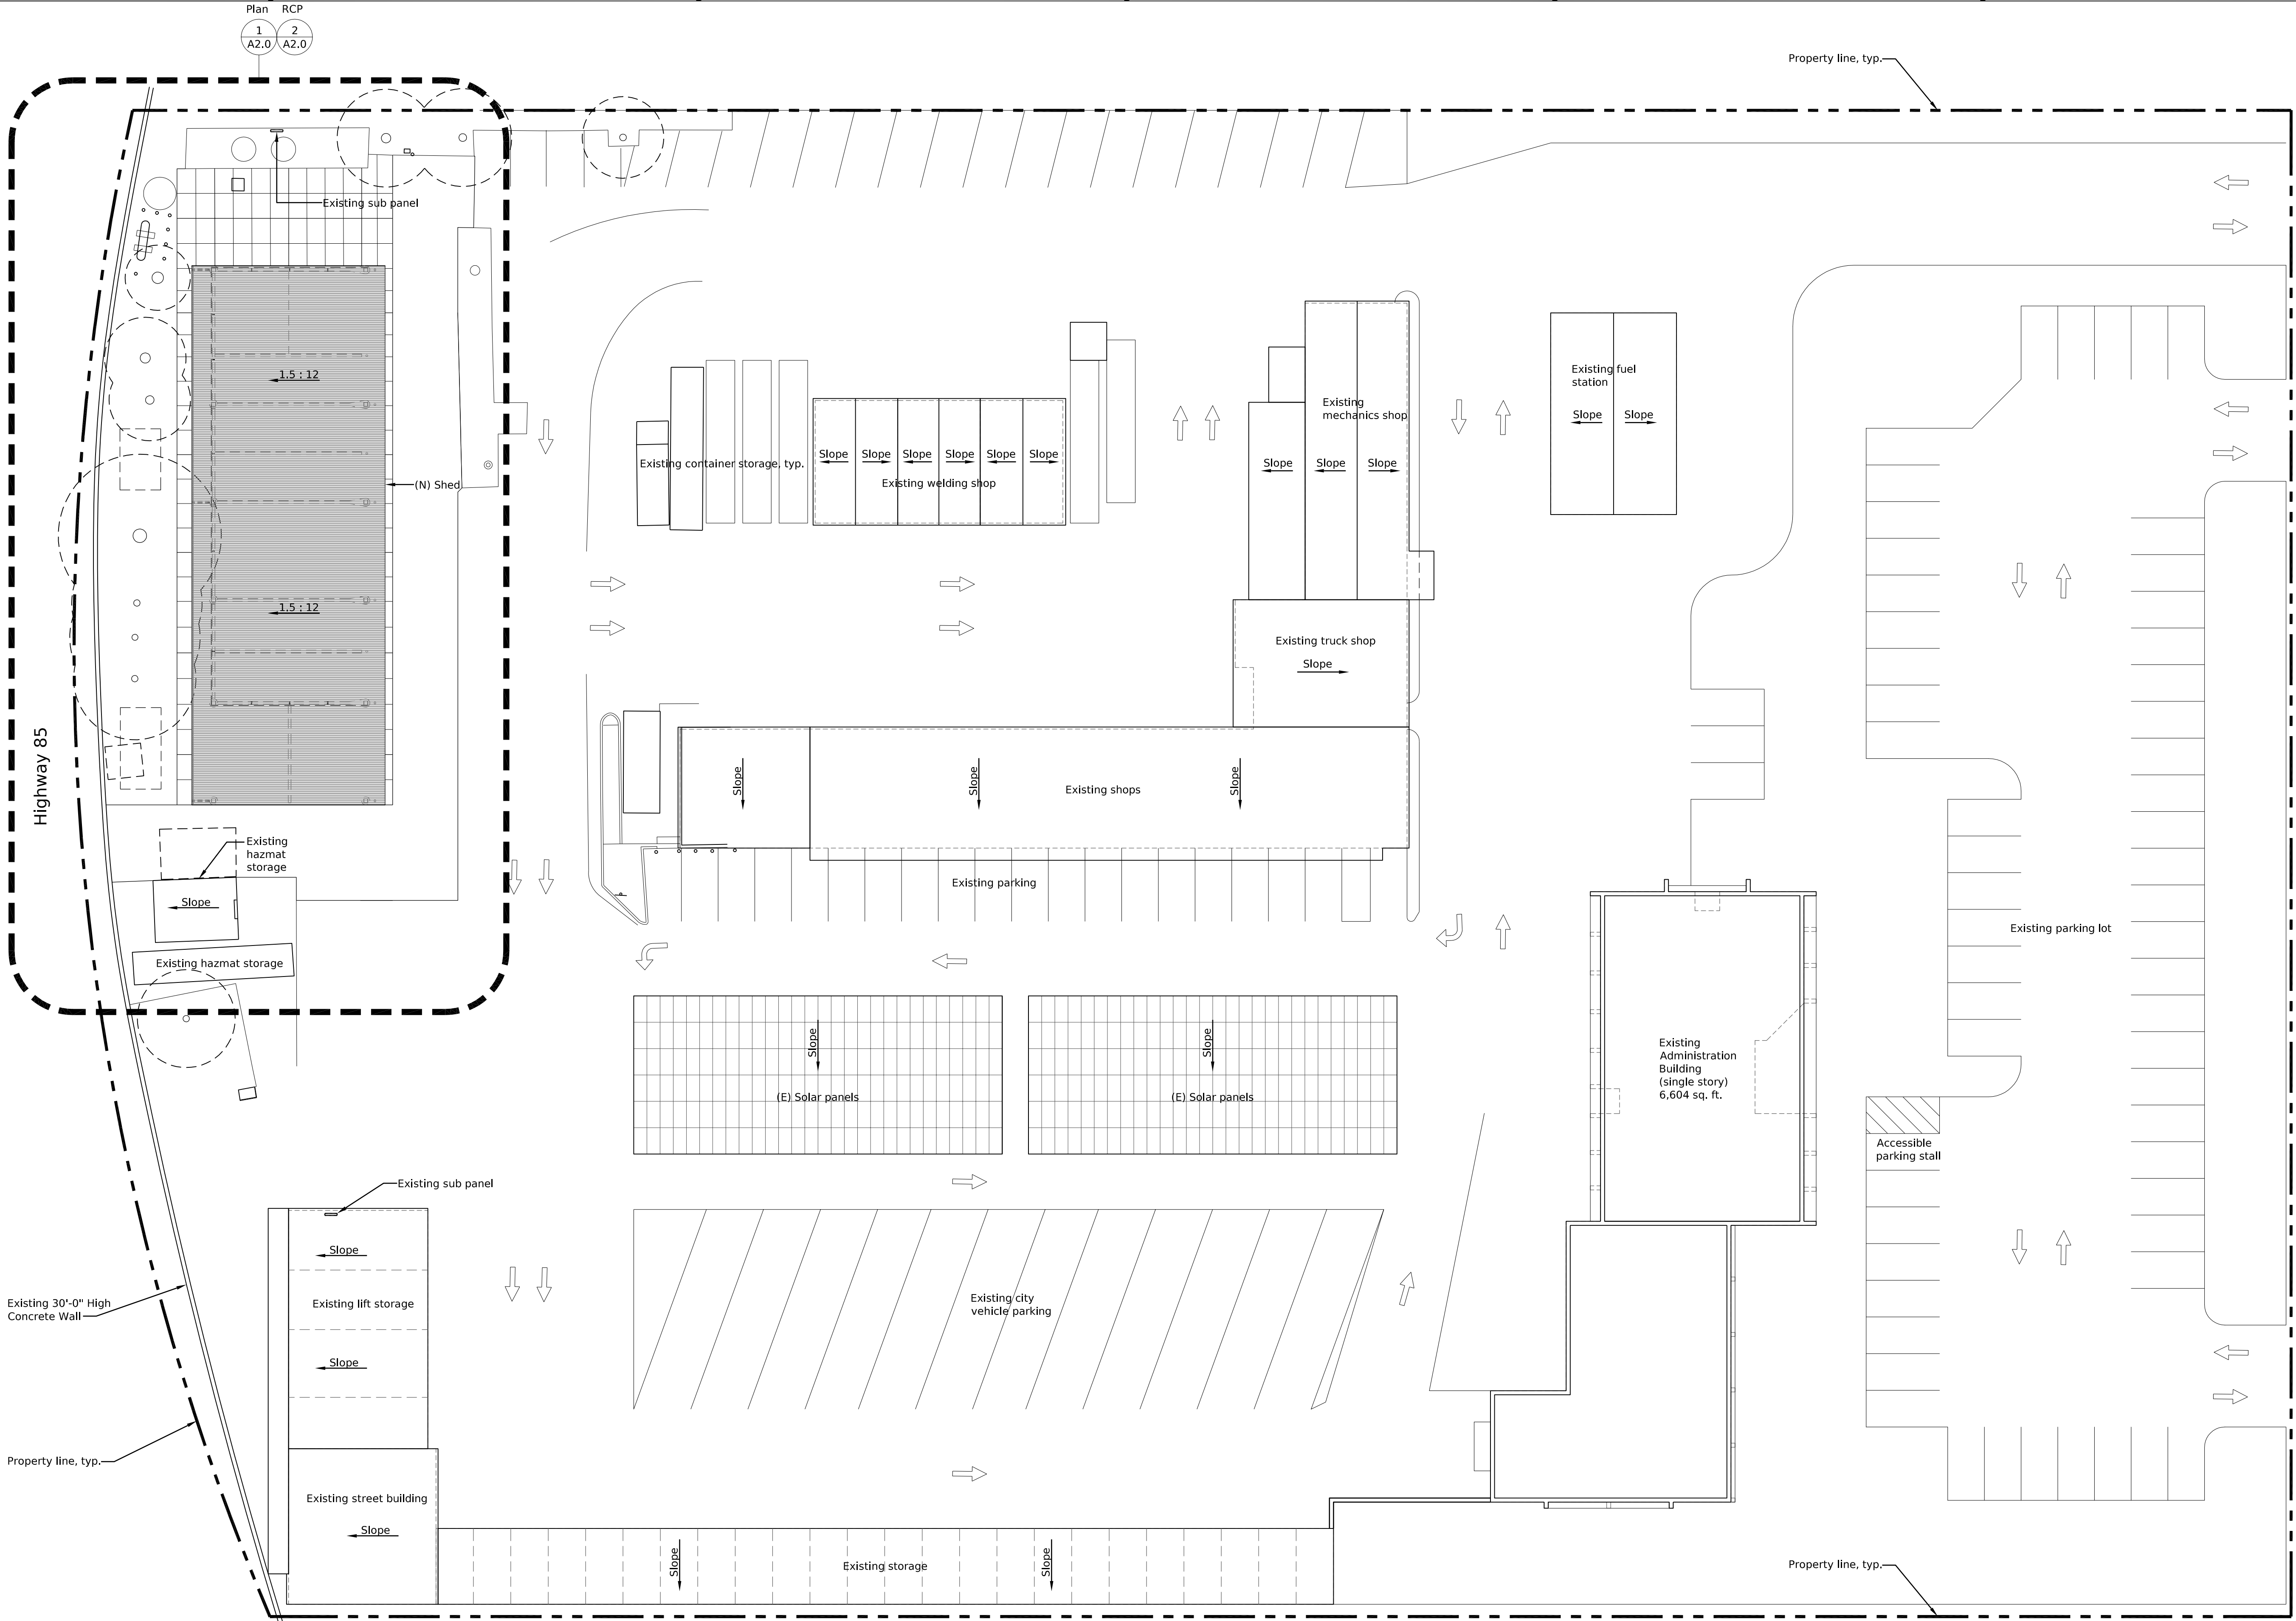 Plan RCP
1 2
A2.0 A2.0
Property line, typ.
Existing sub panel
1.5 : 12
(N) Shed
1.5 : 12
Highway 85
Existing
hazmat
storage
Slope
Existing hazmat storage
Existing container storage, typ.
Slope Slope Slope Slope Slope Slope
Existing welding shop
Existing
mechanics shop
Slope Slope Slope
Existing fuel
station
Slope Slope
Existing truck shop
Slope
Slope
Slope
Existing shops
Slope
Existing parking
Slope
(E) Solar panels
Slope
(E) Solar panels
Existing
Administration
Building
(single story)
6,604 sq. ft.
Existing parking lot
Accessible
parking stall
Existing sub panel
Slope
Existing lift storage
Slope
Existing 30'-0" High
Concrete Wall
Existing city
vehicle parking
Property line, typ.
Existing street building
Slope
Slope
Existing storage
Slope
Property line, typ.